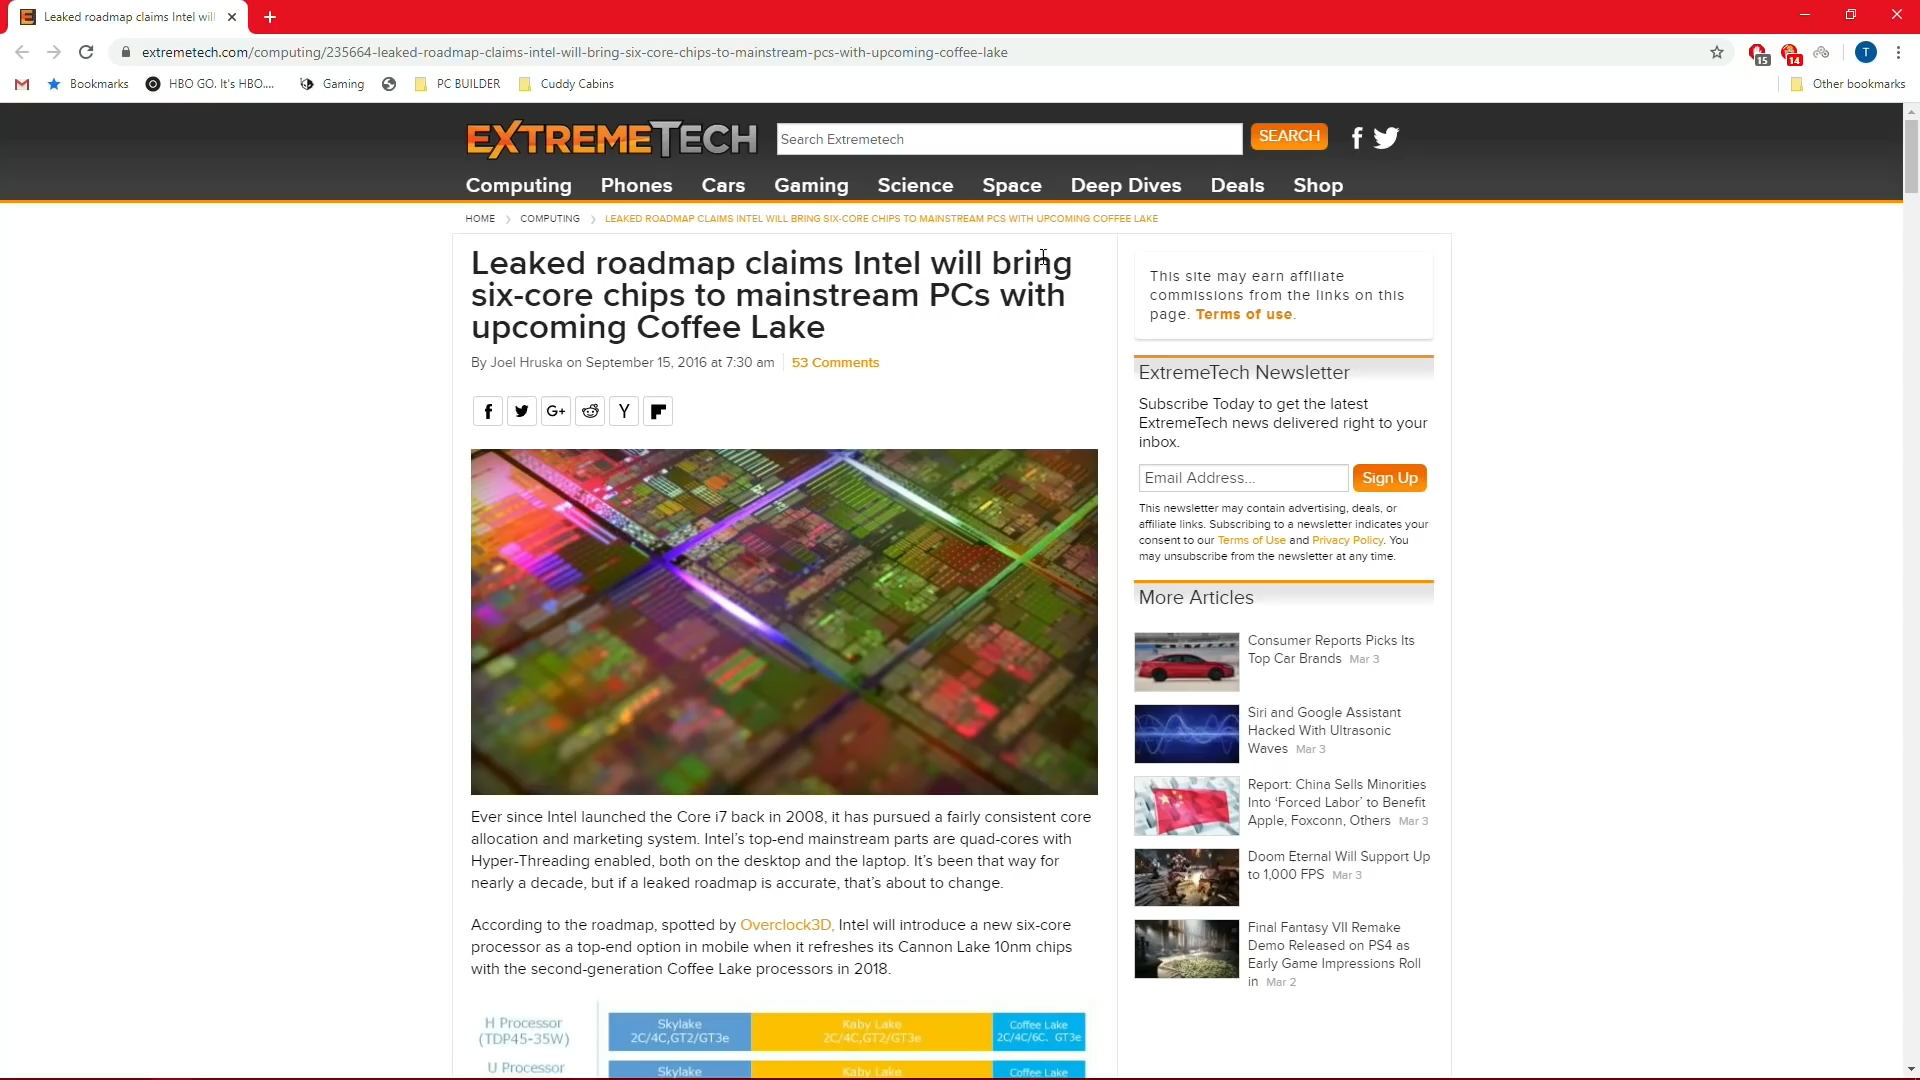 Leaked roadmap claims Intel will
extremetech.com/computing/235664-leaked-roadmap-claims-intel-will-bring-six-core-chips-to-mainstream-pcs-with-upcoming-coffee-lake
15
14
T
Bookmarks
HBO GO. It's HBO....
Gaming
PC BUILDER
Cuddy Cabins
Other bookmarks
EXTREMETECH
Search Extremetech
SEARCH
Computing Phones Cars Gaming Science Space Deep Dives Deals Shop
HOME > COMPUTING > LEAKED ROADMAP CLAIMS INTEL WILL BRING SIX-CORE CHIPS TO MAINSTREAM PCS WITH UPCOMING COFFEE LAKE
Leaked roadmap claims Intel will bring
six-core chips to mainstream PCs with
upcoming Coffee Lake
By Joel Hruska on September 15, 2016 at 7:30 am
53 Comments
G+
Y
Ever since Intel launched the Core i7 back in 2008, it has pursued a fairly consistent core
allocation and marketing system. Intel's top-end mainstream parts are quad-cores with
Hyper-Threading enabled, both on the desktop and the laptop. It's been that way for
nearly a decade, but if a leaked roadmap is accurate, that's about to change.
According to the roadmap, spotted by Overclock3D, Intel will introduce a new six-core
processor as a top-end option in mobile when it refreshes its Cannon Lake 10nm chips
with the second-generation Coffee Lake processors in 2018.
H Processor
(TDP45-35W)
Skylake
2C/4C,GT2/GT3e
Kaby Lake
2C/4C,GT2/GT3e
Coffee Lake
2C/4C/6C. GT3e
U Processor
Skylake
Kaby Lake
Coffee Lake
This site may earn affiliate
commissions from the links on this
page. Terms of use.
ExtremeTech Newsletter
Subscribe Today to get the latest
ExtremeTech news delivered right to your
inbox.
Email Address...
Sign Up
This newsletter may contain advertising, deals, or
affiliate links. Subscribing to a newsletter indicates your
consent to our Terms of Use and Privacy Policy. You
may unsubscribe from the newsletter at any time.
More Articles
Consumer Reports Picks Its
Top Car Brands Mar 3
Siri and Google Assistant
Hacked With Ultrasonic
Waves Mar 3
Report: China Sells Minorities
Into ‘Forced Labor’ to Benefit
Apple, Foxconn, Others Mar 3
Doom Eternal Will Support Up
to 1,000 FPS Mar 3
Final Fantasy VII Remake
Demo Released on PS4 as
Early Game Impressions Roll
in Mar 2